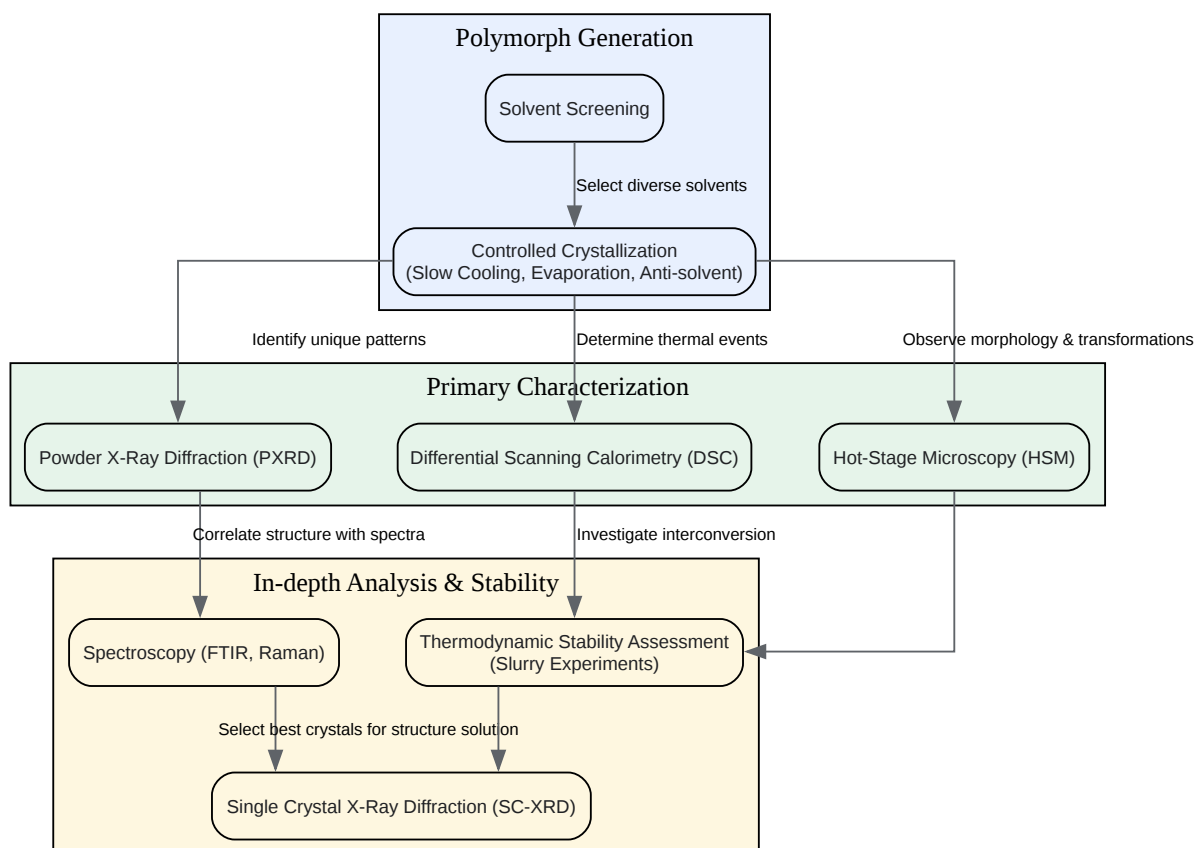 Polymorph Generation
Solvent Screening
Select diverse solvents
Controlled Crystallization
(Slow Cooling, Evaporation, Anti-solvent)
Identify unique patterns
Determine thermal events
Observe morphology & transformations
Primary Characterization
Powder X-Ray Diffraction (PXRD)
Differential Scanning Calorimetry (DSC)
Hot-Stage Microscopy (HSM)
Correlate structure with spectra
Investigate interconversion
In-depth Analysis & Stability
Spectroscopy (FTIR, Raman)
Thermodynamic Stability Assessment
(Slurry Experiments)
Select best crystals for structure solution
Single Crystal X-Ray Diffraction (SC-XRD)